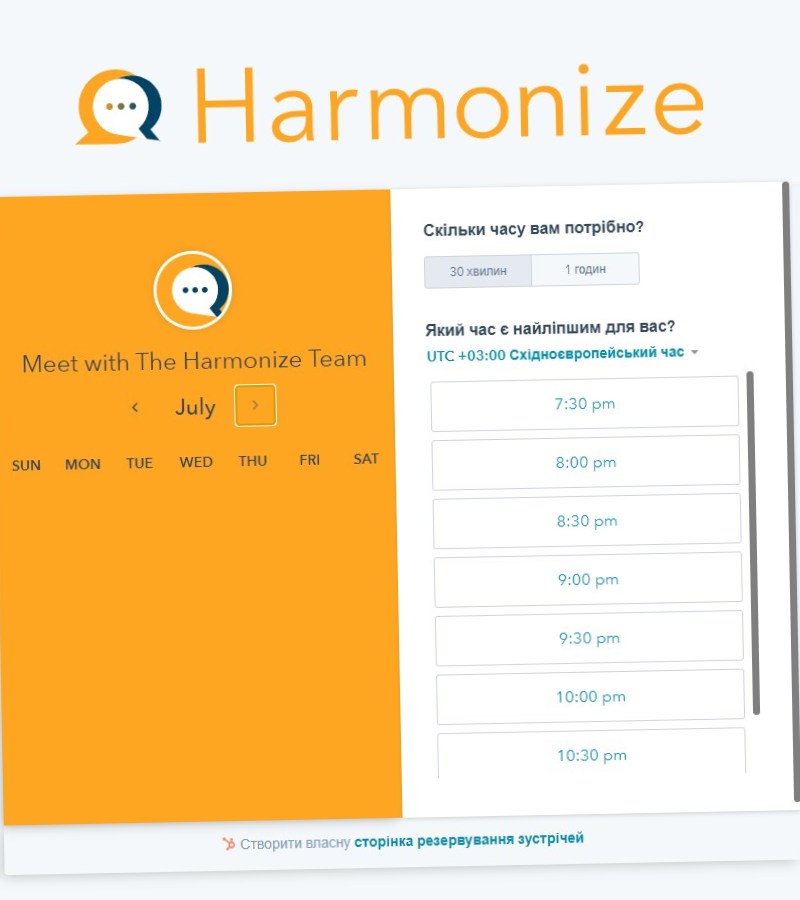 Harmonize
Meet with The Harmonize Team
July
SUN MON TUE WED THU FRI SAT
Скільки часу вам потрібно?
30 хвилин 1 годин
Який час є найліпшим для вас?
UTC +03:00 Східноєвропейський час
7:30 pm
8:00 pm
8:30 pm
9:00 pm
9:30 pm
10:00 pm
10:30 pm
Створити власну сторінка резервування зустрічей